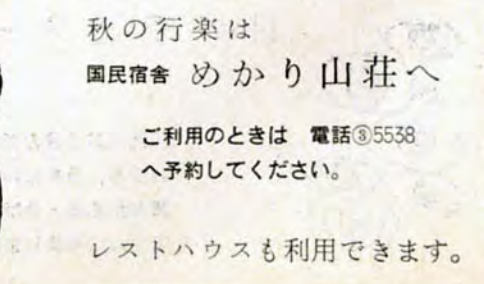 秋の行楽は
国民宿舎 めかり山荘へ
ご利用のときは 電話③5538
へ予約してください。
レストハウスも利用できます。